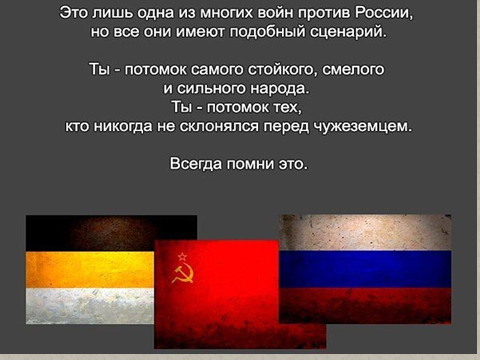 Это лишь одна из многих войн против России,
но все они имеют подобный сценарий.
Ты - потомок самого стойкого, смелого
и сильного народа.
Ты - потомок тех,
кто никогда не склонялся перед чужеземцем.
Всегда помни это.